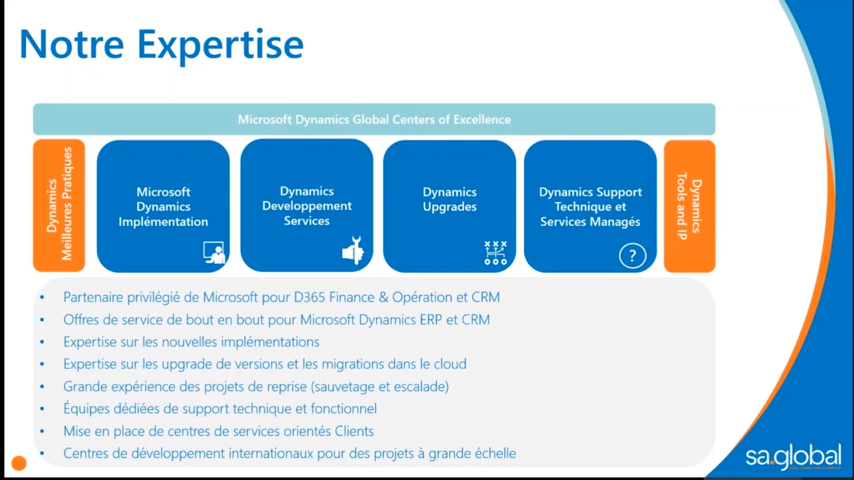 Notre Expertise
Microsoft Dynamics Global Centers of Excellence
Dynamics
Meilleures Pratiques
Microsoft
Dynamics
Implémentation
Dynamics
Developpement
Services
Dynamics
Upgrades
Dynamics Support
Technique et
Services Managés
?
Dynamics
Tools and IP
• Partenaire privilégié de Microsoft pour D365 Finance & Opération et CRM
• Offres de service de bout en bout pour Microsoft Dynamics ERP et CRM
• Expertise sur les nouvelles implémentations
• Expertise sur les upgrade de versions et les migrations dans le cloud
• Grande expérience des projets de reprise (sauvetage et escalade)
• Équipes dédiées de support technique et fonctionnel
• Mise en place de centres de services orientés Clients
• Centres de développement internationaux pour des projets à grande échelle
sa.global